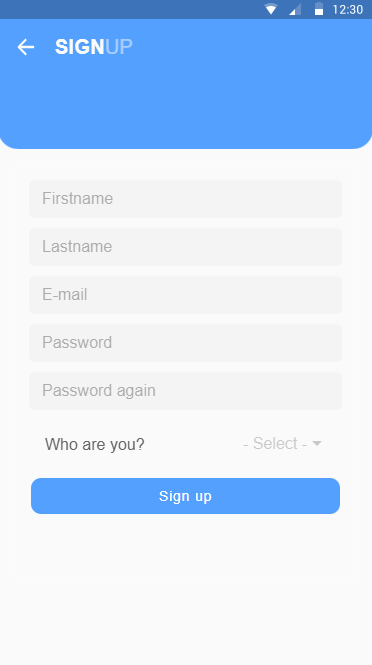 12:30
SIGNUP
Firstname
Lastname
E-mail
Password
Password again
Who are you? - Select -
Sign up